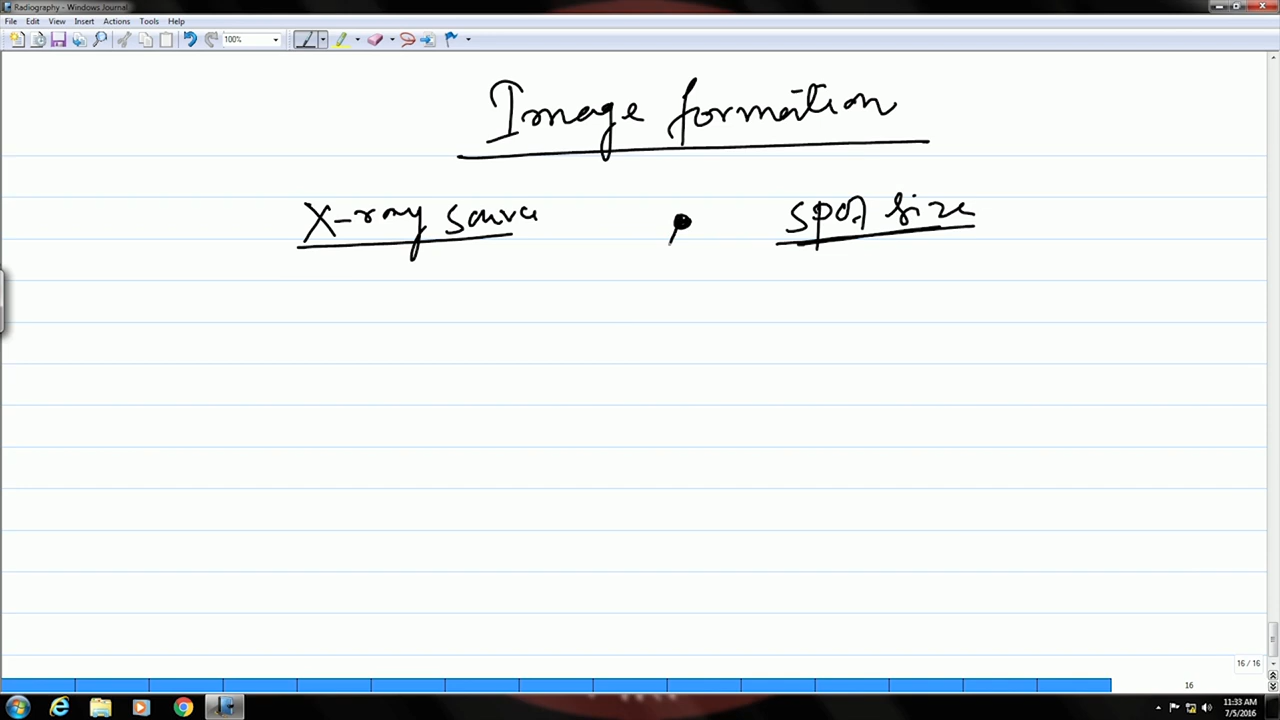 Radiography - Windows Journal
File Edit View Insert Actions Tools Help
100%
Image formation
X-ray source spot size
16 / 16
16
11:33 AM
7/5/2016